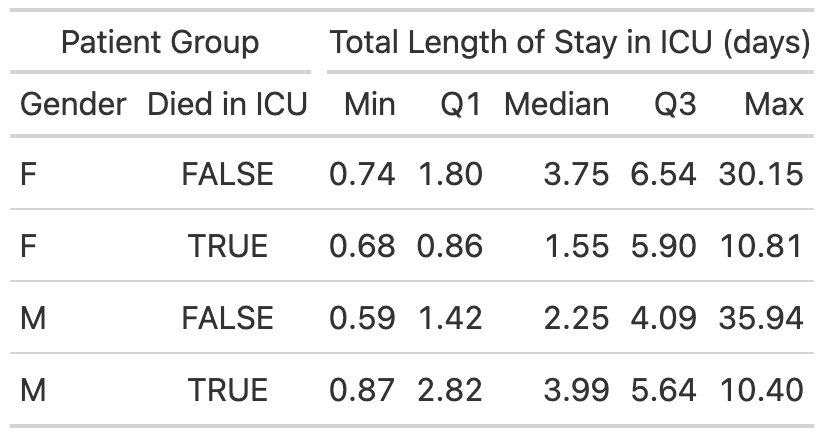 Patient Group Total Length of Stay in ICU (days)
Gender Died in ICU Min Q1 Median Q3 Max
F FALSE 0.74 1.80 3.75 6.54 30.15
F TRUE 0.68 0.86 1.55 5.90 10.81
M FALSE 0.59 1.42 2.25 4.09 35.94
M TRUE 0.87 2.82 3.99 5.64 10.40